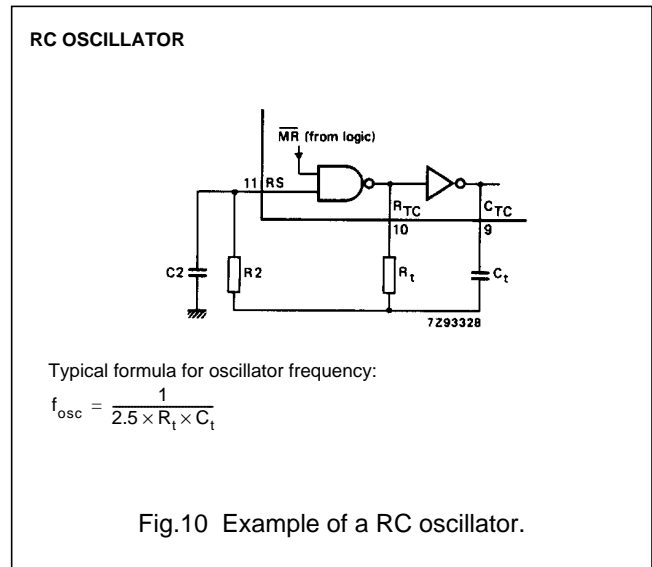 RC OSCILLATOR
MR (from logic)
11 RS
RTC
CTC
10
9
C2
R2
Rt
Ct
7Z93328
Typical formula for oscillator frequency:
fosc = 1 / 2.5 × Rt × Ct
Fig.10 Example of a RC oscillator.